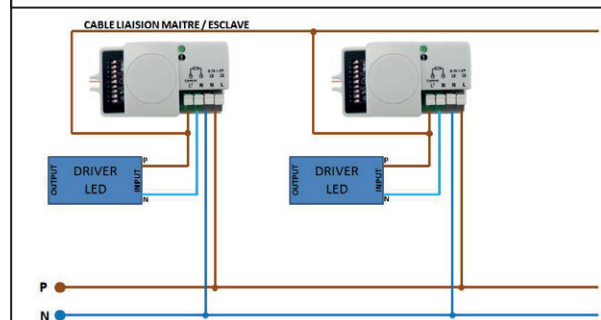 CABLE LIAISION MAITRE / ESCLAVE
L' N N L
L' N N L
P
DRIVER
LED
OUTPUT
INPUT
N
P
DRIVER
LED
OUTPUT
INPUT
N
P
N